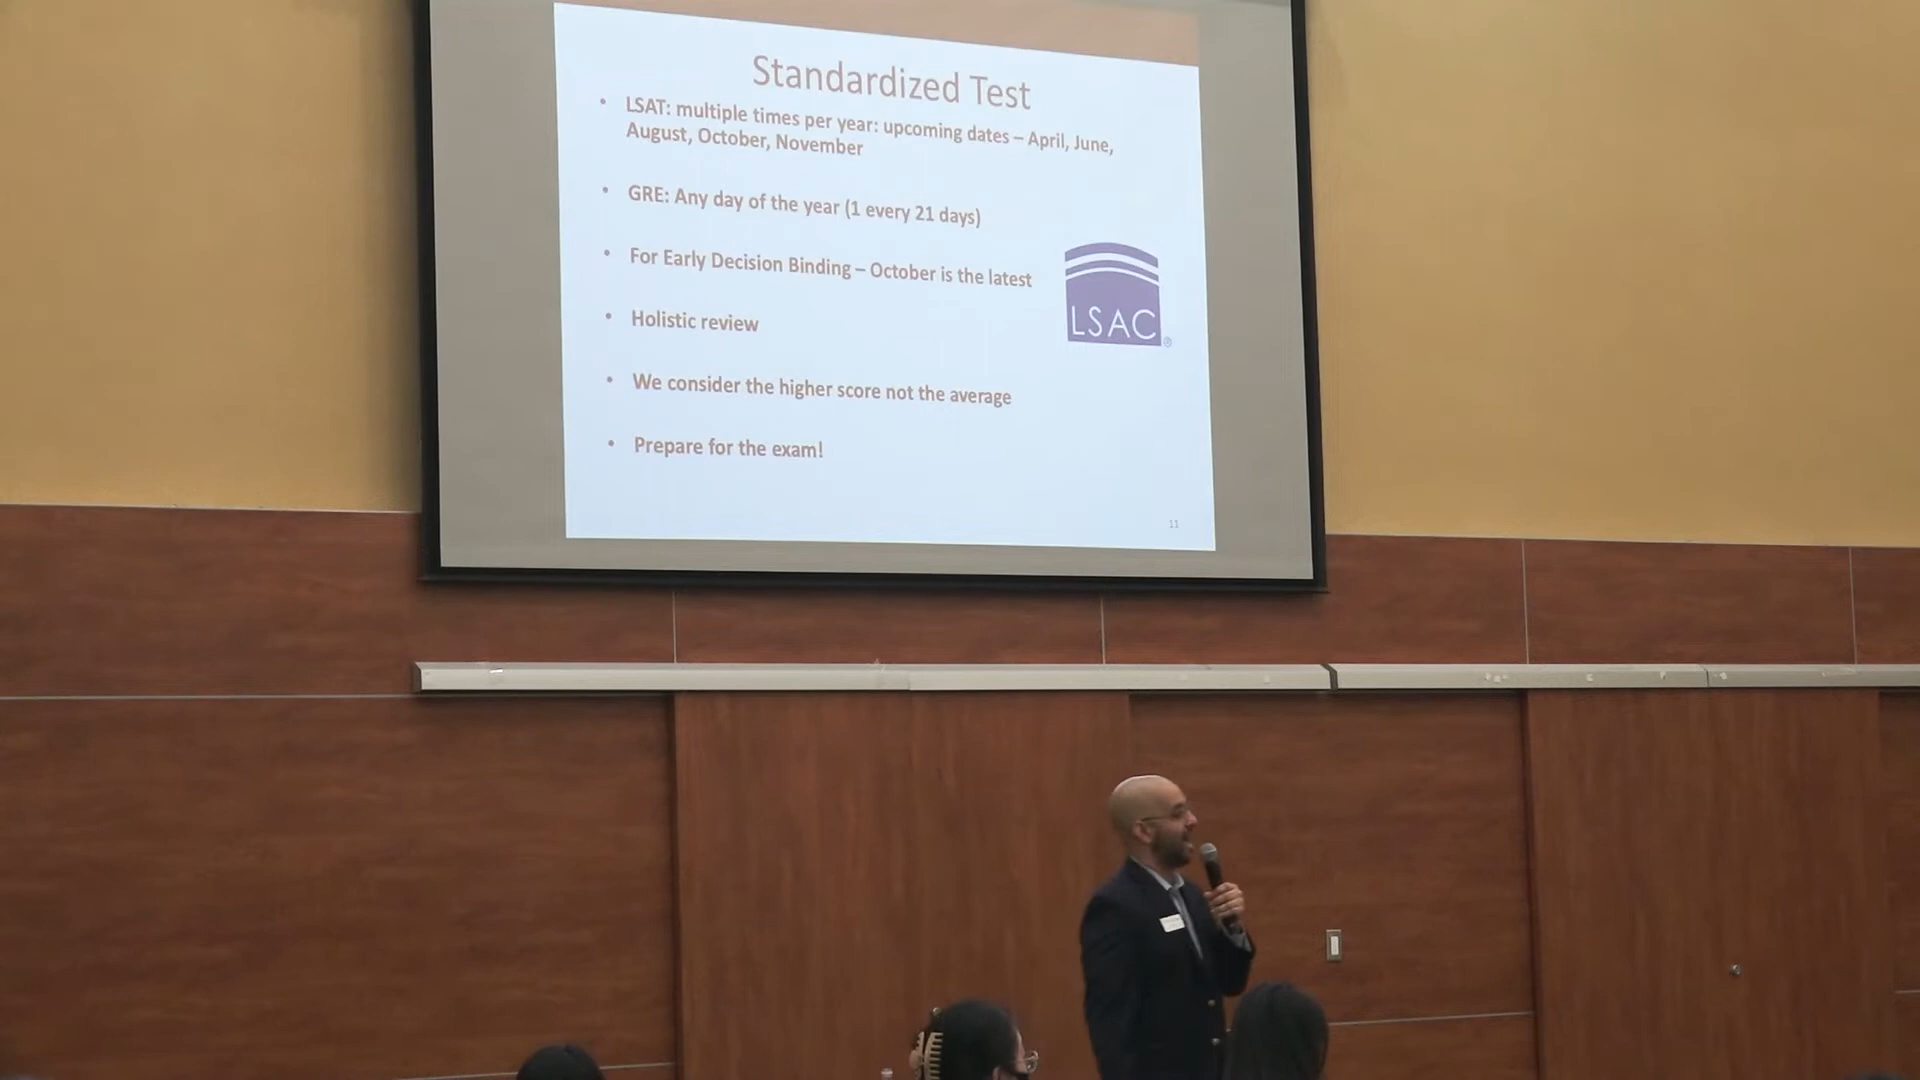 Standardized Test
• LSAT: multiple times per year: upcoming dates – April, June,
August, October, November
• GRE: Any day of the year (1 every 21 days)
• For Early Decision Binding – October is the latest
• Holistic review
• We consider the higher score not the average
• Prepare for the exam!
LSAC®
11